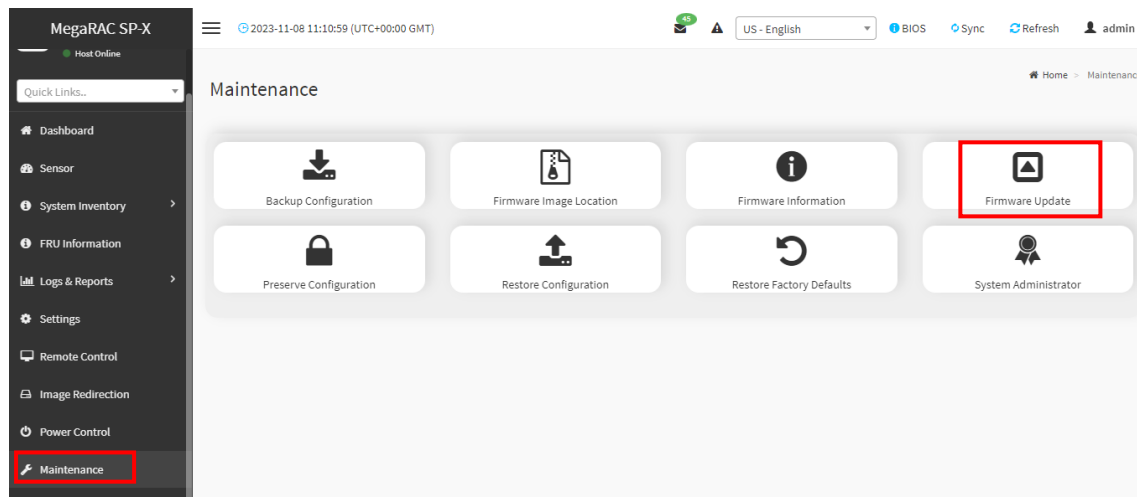 MegaRAC SP-X
2023-11-08 11:10:59 (UTC+00:00 GMT)
45
US - English
BIOS
Sync
Refresh
admin
Host Online
Quick Links..
Home > Maintenanc
Maintenance
Dashboard
Sensor
System Inventory
FRU Information
Logs & Reports
Settings
Remote Control
Image Redirection
Power Control
Maintenance
Backup Configuration
Firmware Image Location
Firmware Information
Firmware Update
Preserve Configuration
Restore Configuration
Restore Factory Defaults
System Administrator